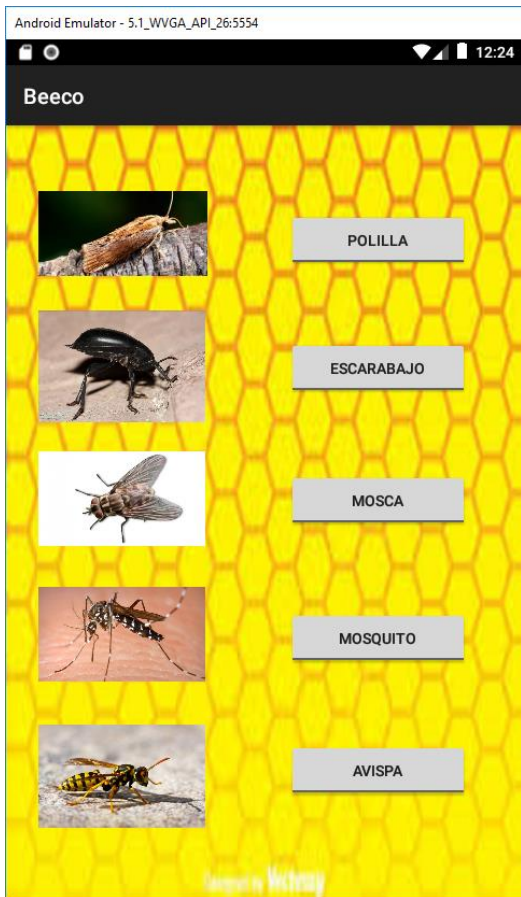 Android Emulator - 5.1_WVGA_API_26:5554
12:24
Beeco
POLILLA
ESCARABAJO
MOSCA
MOSQUITO
AVISPA